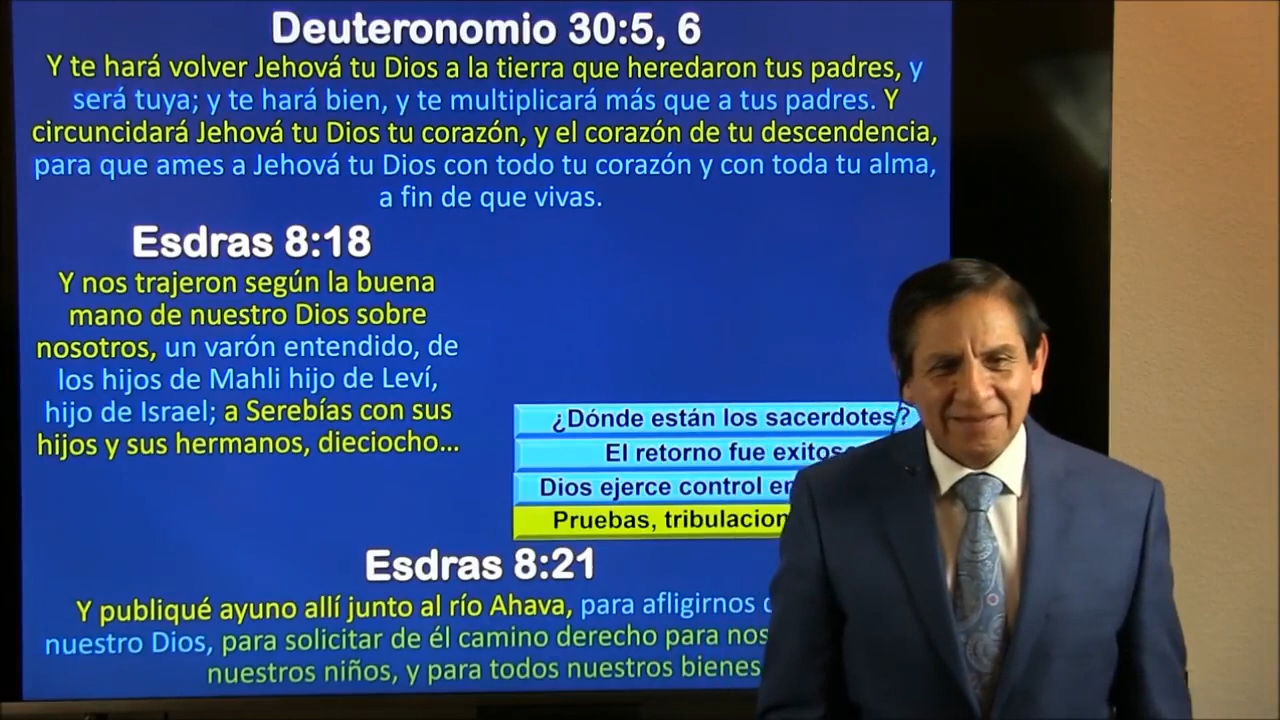 Deuteronomio 30:5, 6
Y te hará volver Jehová tu Dios a la tierra que heredaron tus padres, y
será tuya; y te hará bien, y te multiplicará más que a tus padres. Y
circuncidará Jehová tu Dios tu corazón, y el corazón de tu descendencia,
para que ames a Jehová tu Dios con todo tu corazón y con toda tu alma,
a fin de que vivas.
Esdras 8:18
Y nos trajeron según la buena
mano de nuestro Dios sobre
nosotros, un varón entendido, de
los hijos de Mahli hijo de Leví,
hijo de Israel; a Serebías con sus
hijos y sus hermanos, dieciocho...
¿Dónde están los sacerdotes?
El retorno fue
Dios ejerce control
Pruebas,
Esdras 8:21
Y publiqué ayuno allí junto al río Ahava, para afligirnos
nuestro Dios, para solicitar de él camino derecho para
nuestros niños, y para todos nuestros bienes